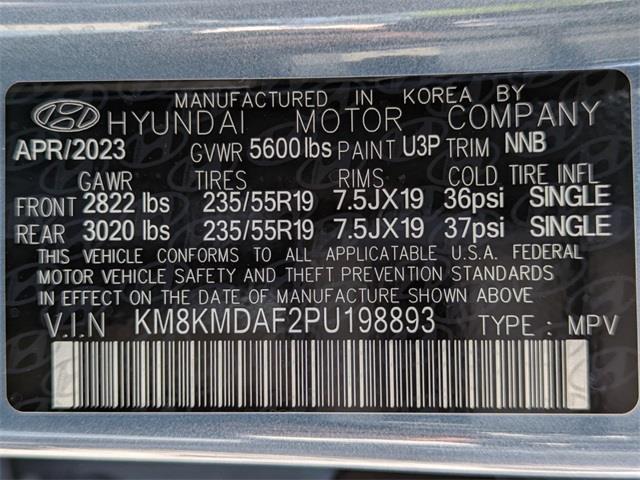 MANUFACTURED IN KOREA BY
HYUNDAI MOTOR COMPANY
APR/2023 GVWR 5600 lbs PAINT U3P TRIM NNB
GAWR TIRES RIMS COLD TIRE INFL
FRONT 2822 lbs 235/55R19 7.5JX19 36psi SINGLE
REAR 3020 lbs 235/55R19 7.5JX19 37psi SINGLE
THIS VEHICLE CONFORMS TO ALL APPLICATABLE U.S.A. FEDERAL
MOTOR VEHICLE SAFETY AND THEFT PREVENTION STANDARDS
IN EFFECT ON THE DATE OF MANUFACTURE SHOWN ABOVE
V.I.N KM8KMDAF2PU198893 TYPE : MPV